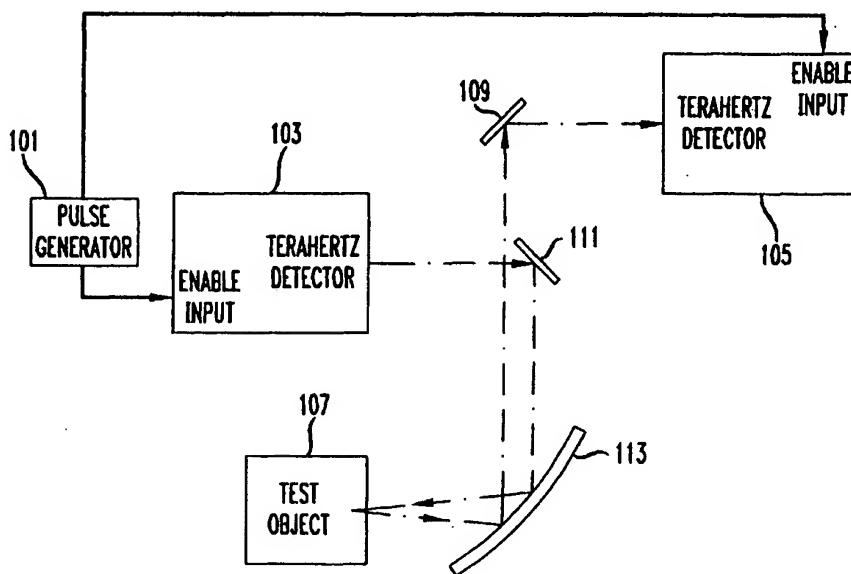 ENABLE
INPUT
109
TERAHERTZ
DETECTOR
103
101
PULSE
GENERATOR
111
105
TERAHERTZ
DETECTOR
ENABLE
INPUT
107
113
TEST
OBJECT